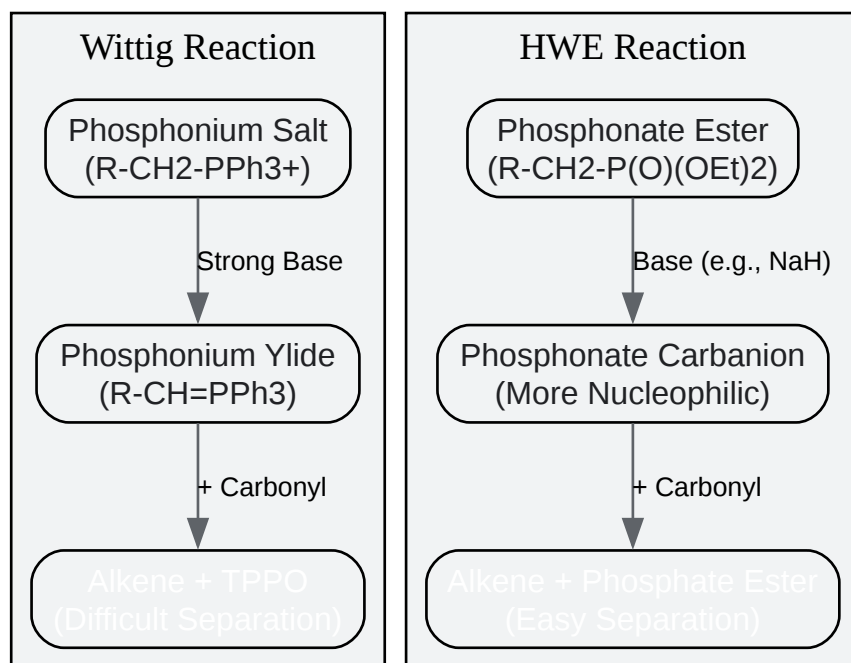 Wittig Reaction
Phosphonium Salt
(R-CH2-PPh3+)
Strong Base
Phosphonium Ylide
(R-CH=PPh3)
+ Carbonyl
Alkene + TPPO
(Difficult Separation)
HWE Reaction
Phosphonate Ester
(R-CH2-P(O)(OEt)2)
Base (e.g., NaH)
Phosphonate Carbanion
(More Nucleophilic)
+ Carbonyl
Alkene + Phosphate Ester
(Easy Separation)